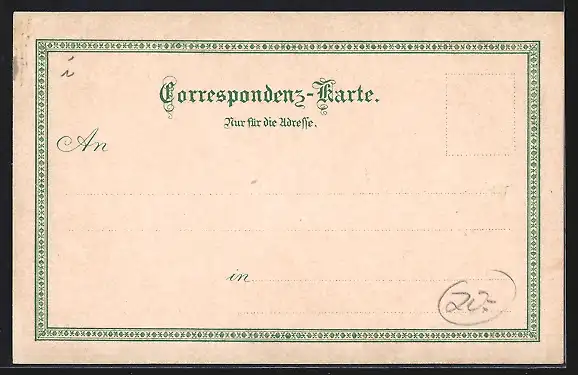 i
Correspondenz-Karte.
Nur für die Adresse.
An
in
20.-